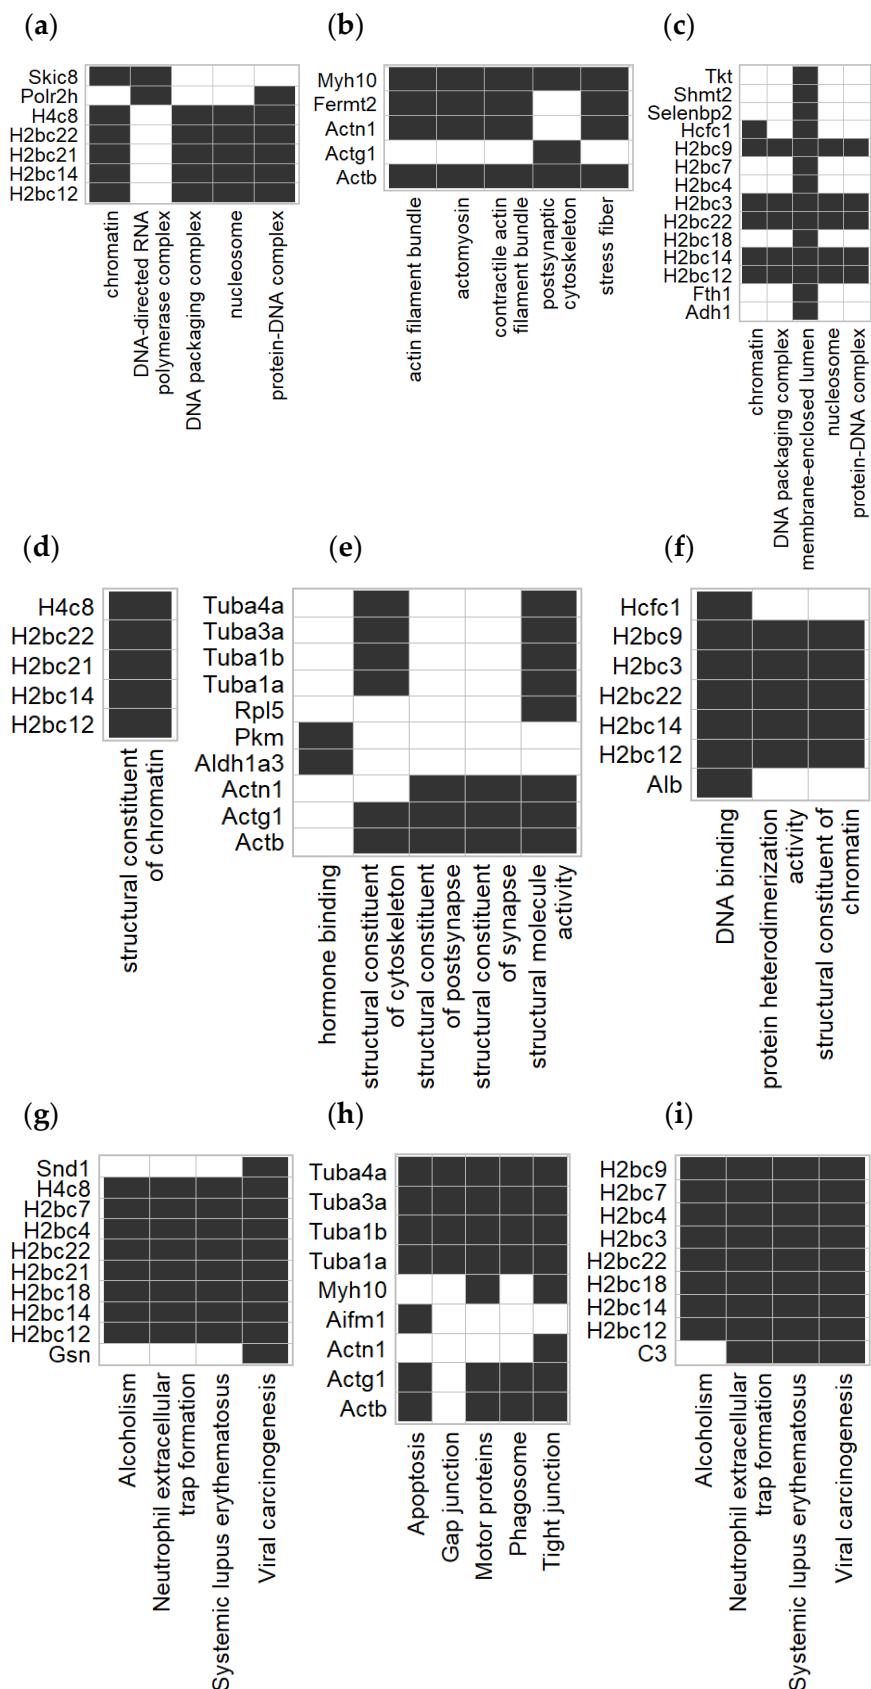 (a)
Skic8
Polr2h
H4c8
H2bc22
H2bc21
H2bc14
H2bc12
chromatin
DNA-directed RNA
polymerase complex
DNA packaging complex
nucleosome
protein-DNA complex
(b)
Myh10
Fermt2
Actn1
Actg1
Actb
actin filament bundle
actomyosin
contractile actin
filament bundle
postsynaptic
cytoskeleton
stress fiber
(c)
Tkt
Shmt2
Selenbp2
Hcfc1
H2bc9
H2bc7
H2bc4
H2bc3
H2bc22
H2bc18
H2bc14
H2bc12
Fth1
Adh1
chromatin
DNA packaging complex
membrane-enclosed lumen
nucleosome
protein-DNA complex
(d)
H4c8
H2bc22
H2bc21
H2bc14
H2bc12
structural constituent
of chromatin
(e)
Tuba4a
Tuba3a
Tuba1b
Tuba1a
Rpl5
Pkm
Aldh1a3
Actn1
Actg1
Actb
hormone binding
structural constituent
of cytoskeleton
structural constituent
of postsynapse
structural constituent
of synapse
structural molecule
activity
(f)
Hcfc1
H2bc9
H2bc3
H2bc22
H2bc14
H2bc12
Alb
DNA binding
protein heterodimerization
activity
structural constituent of
chromatin
(g)
Snd1
H4c8
H2bc7
H2bc4
H2bc22
H2bc21
H2bc18
H2bc14
H2bc12
Gsn
Alcoholism
Neutrophil extracellular
trap formation
Systemic lupus erythematosus
Viral carcinogenesis
(h)
Tuba4a
Tuba3a
Tuba1b
Tuba1a
Myh10
Aifm1
Actn1
Actg1
Actb
Apoptosis
Gap junction
Motor proteins
Phagosome
Tight junction
(i)
H2bc9
H2bc7
H2bc4
H2bc3
H2bc22
H2bc18
H2bc14
H2bc12
C3
Alcoholism
Neutrophil extracellular
trap formation
Systemic lupus erythematosus
Viral carcinogenesis